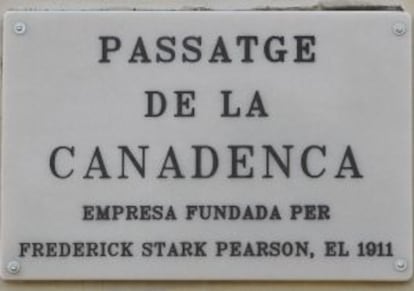 PASSATGE
DE LA
CANADENCA
EMPRESA FUNDADA PER
FREDERICK STARK PEARSON, EL 1911